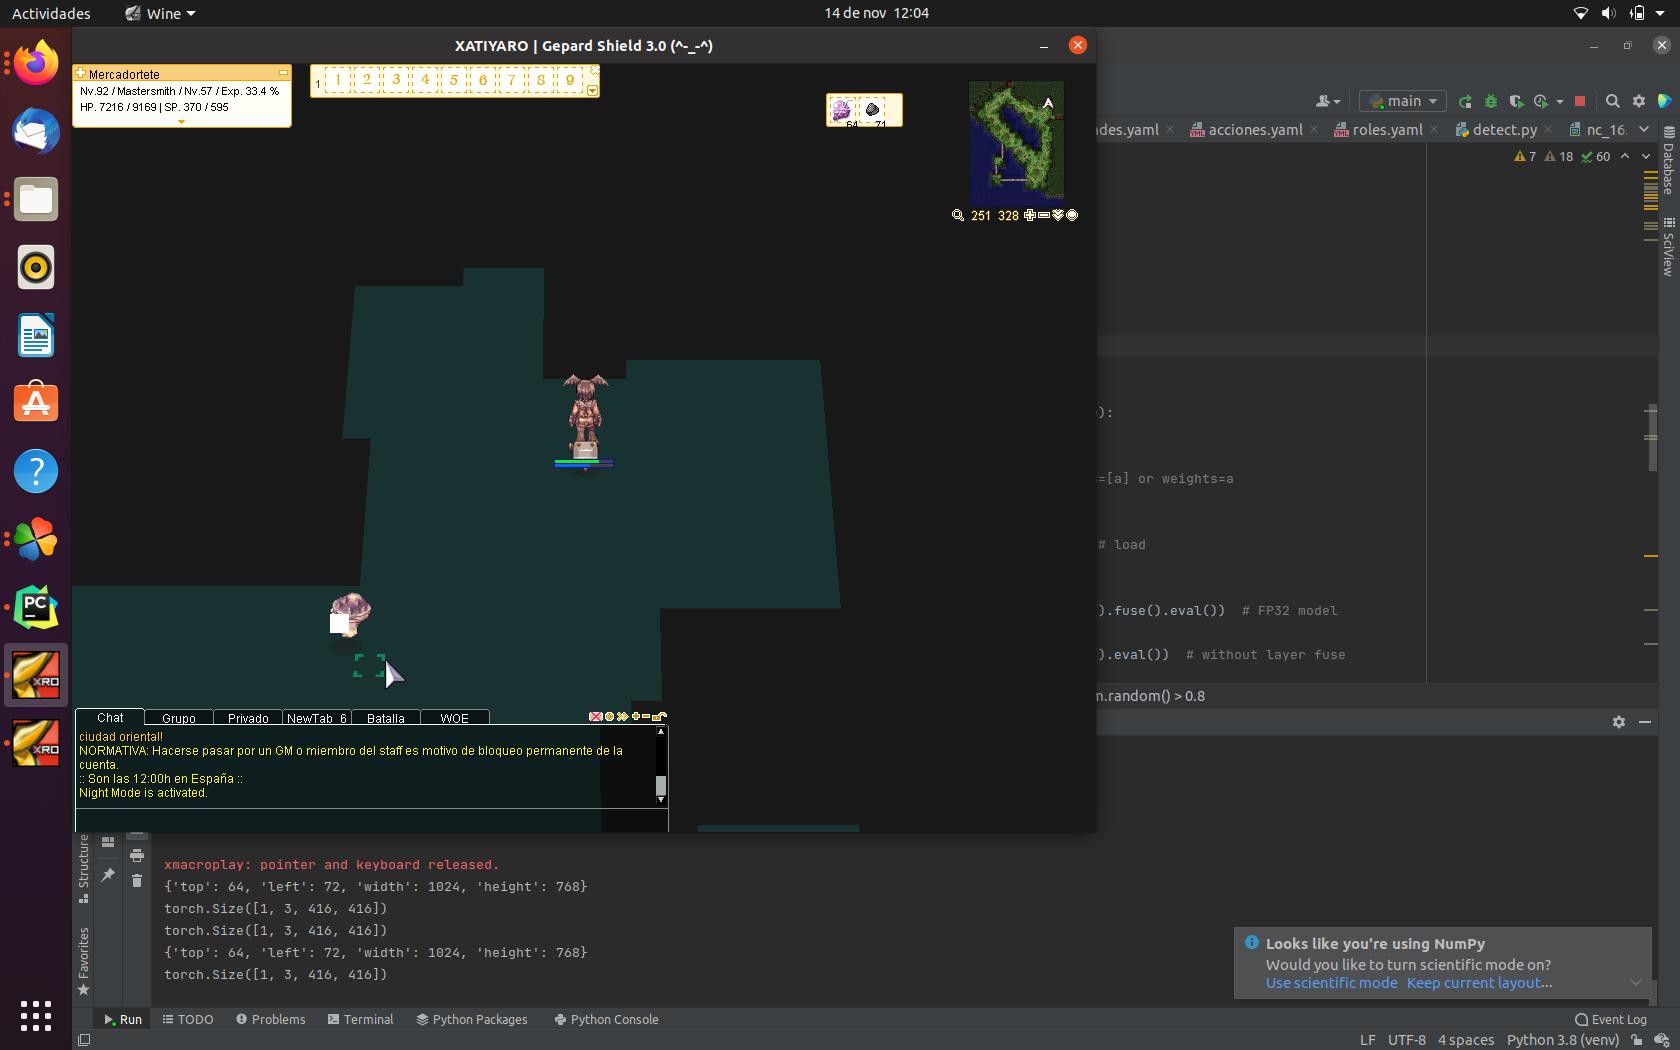 Actividades
Wine
14 de nov 12:04
XATIYARO | Gepard Shield 3.0 (^-_-^)
Mercadortete
Nv.92 / Mastersmith / Nv.57 / Exp. 33.4 %
HP. 7216 / 9169 | SP. 370 / 595
1
1 2 3 4 5 6 7 8 9
64 71
251 328
main
des.yaml
acciones.yaml
roles.yaml
detect.py
nc_16.
7 18 60
Database
SciView
):
=[a] or weights=a
# load
).fuse().eval()) # FP32 model
).eval()) # without layer fuse
m.random() > 0.8
PC
XRO
XRO
Chat
Grupo
Privado
NewTab 6
Batalla
WOE
ciudad oriental!
NORMATIVA: Hacerse pasar por un GM o miembro del staff es motivo de bloqueo permanente de la
cuenta.
:: Son las 12:00h en España ::
Night Mode is activated.
Structure
Favorites
xmacroplay: pointer and keyboard released.
{'top': 64, 'left': 72, 'width': 1024, 'height': 768}
torch.Size([1, 3, 416, 416])
torch.Size([1, 3, 416, 416])
{'top': 64, 'left': 72, 'width': 1024, 'height': 768}
torch.Size([1, 3, 416, 416])
Looks like you're using NumPy
Would you like to turn scientific mode on?
Use scientific mode Keep current layout...
Run
TODO
Problems
Terminal
Python Packages
Python Console
Event Log
LF UTF-8 4 spaces Python 3.8 (venv)